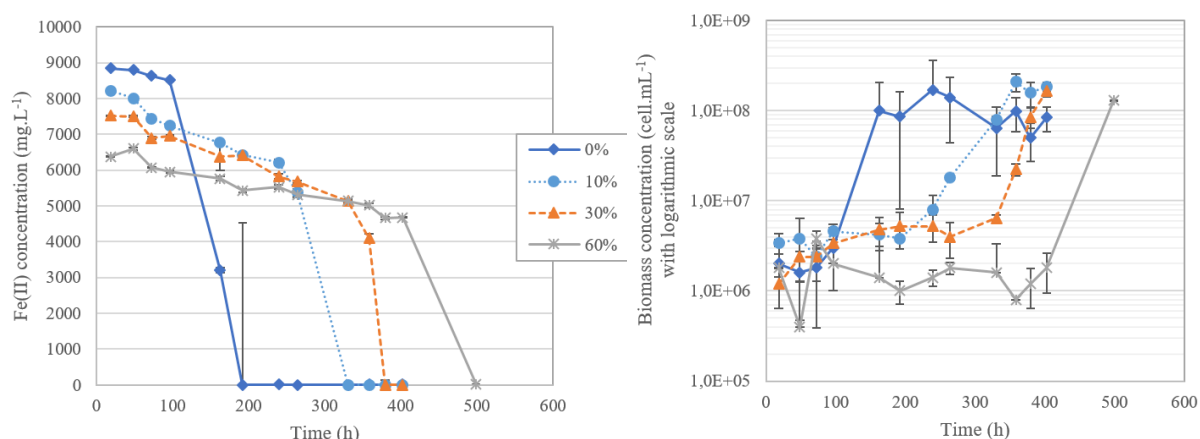 10000
9000
8000
7000
6000
5000
4000
3000
2000
1000
0
Fe(II) concentration (mg.L-1)
0 100 200 300 400 500 600
Time (h)
0%
10%
30%
60%
1,0E+09
1,0E+08
1,0E+07
1,0E+06
1,0E+05
Biomass concentration (cell.mL-1)
with logarithmic scale
0 100 200 300 400 500 600
Time (h)